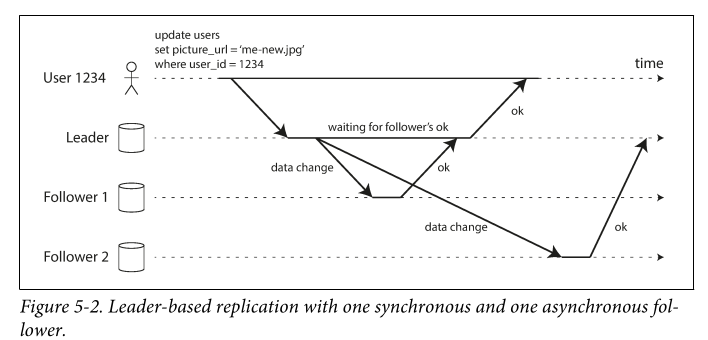 update users
set picture_url = ‘me-new.jpg’
where user_id = 1234
time
User 1234
ok
waiting for follower’s ok
Leader
data change
ok
Follower 1
data change
ok
Follower 2
Figure 5-2. Leader-based replication with one synchronous and one asynchronous fol-
lower.